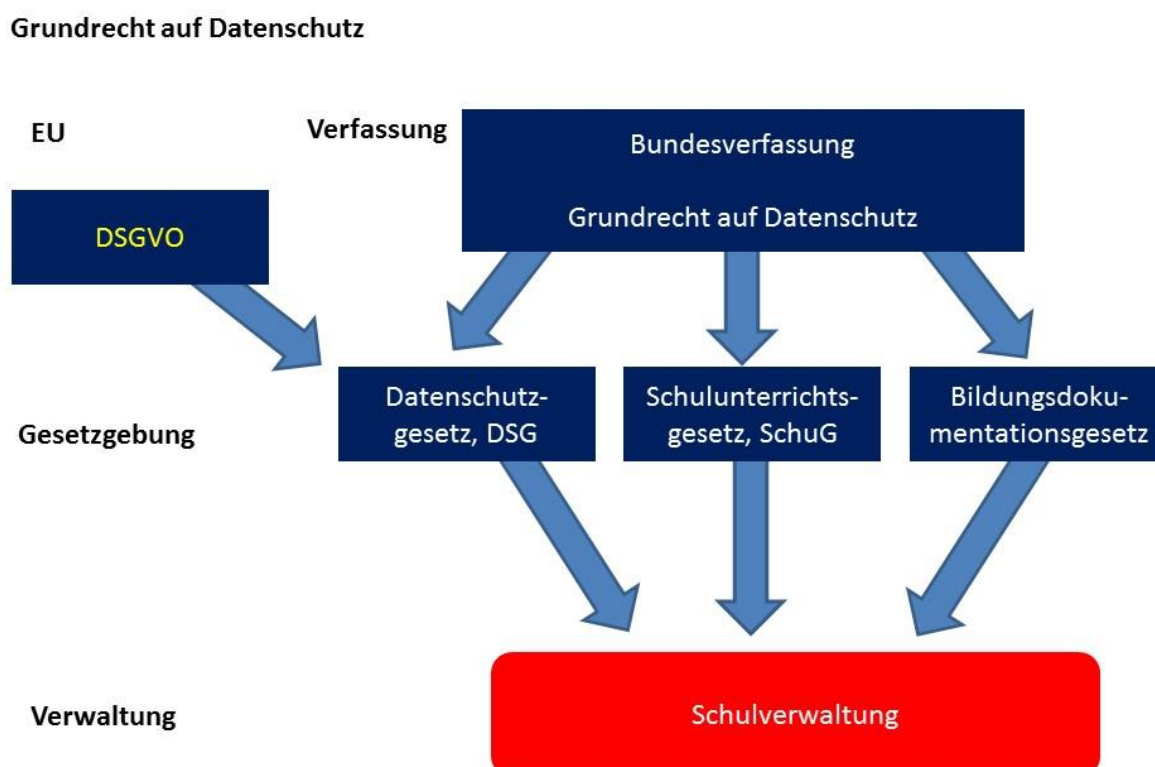 Grundrecht auf Datenschutz
EU
Verfassung
Bundesverfassung
Grundrecht auf Datenschutz
DSGVO
Gesetzgebung
Datenschutz-
gesetz, DSG
Schulunterrichts-
gesetz, SchuG
Bildungsdoku-
mentationsgesetz
Verwaltung
Schulverwaltung